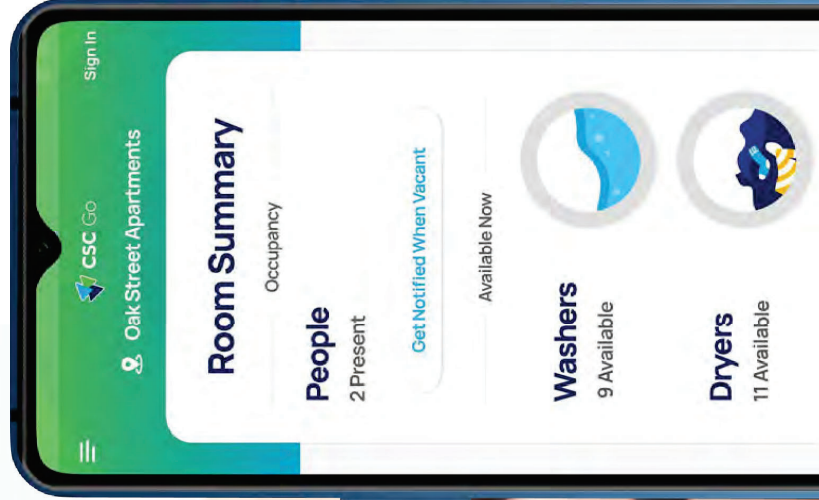 Sign In
CSC Go
Oak Street Apartments
Room Summary
Occupancy
People
2 Present
Get Notified When Vacant
Available Now
Washers
9 Available
Dryers
11 Available